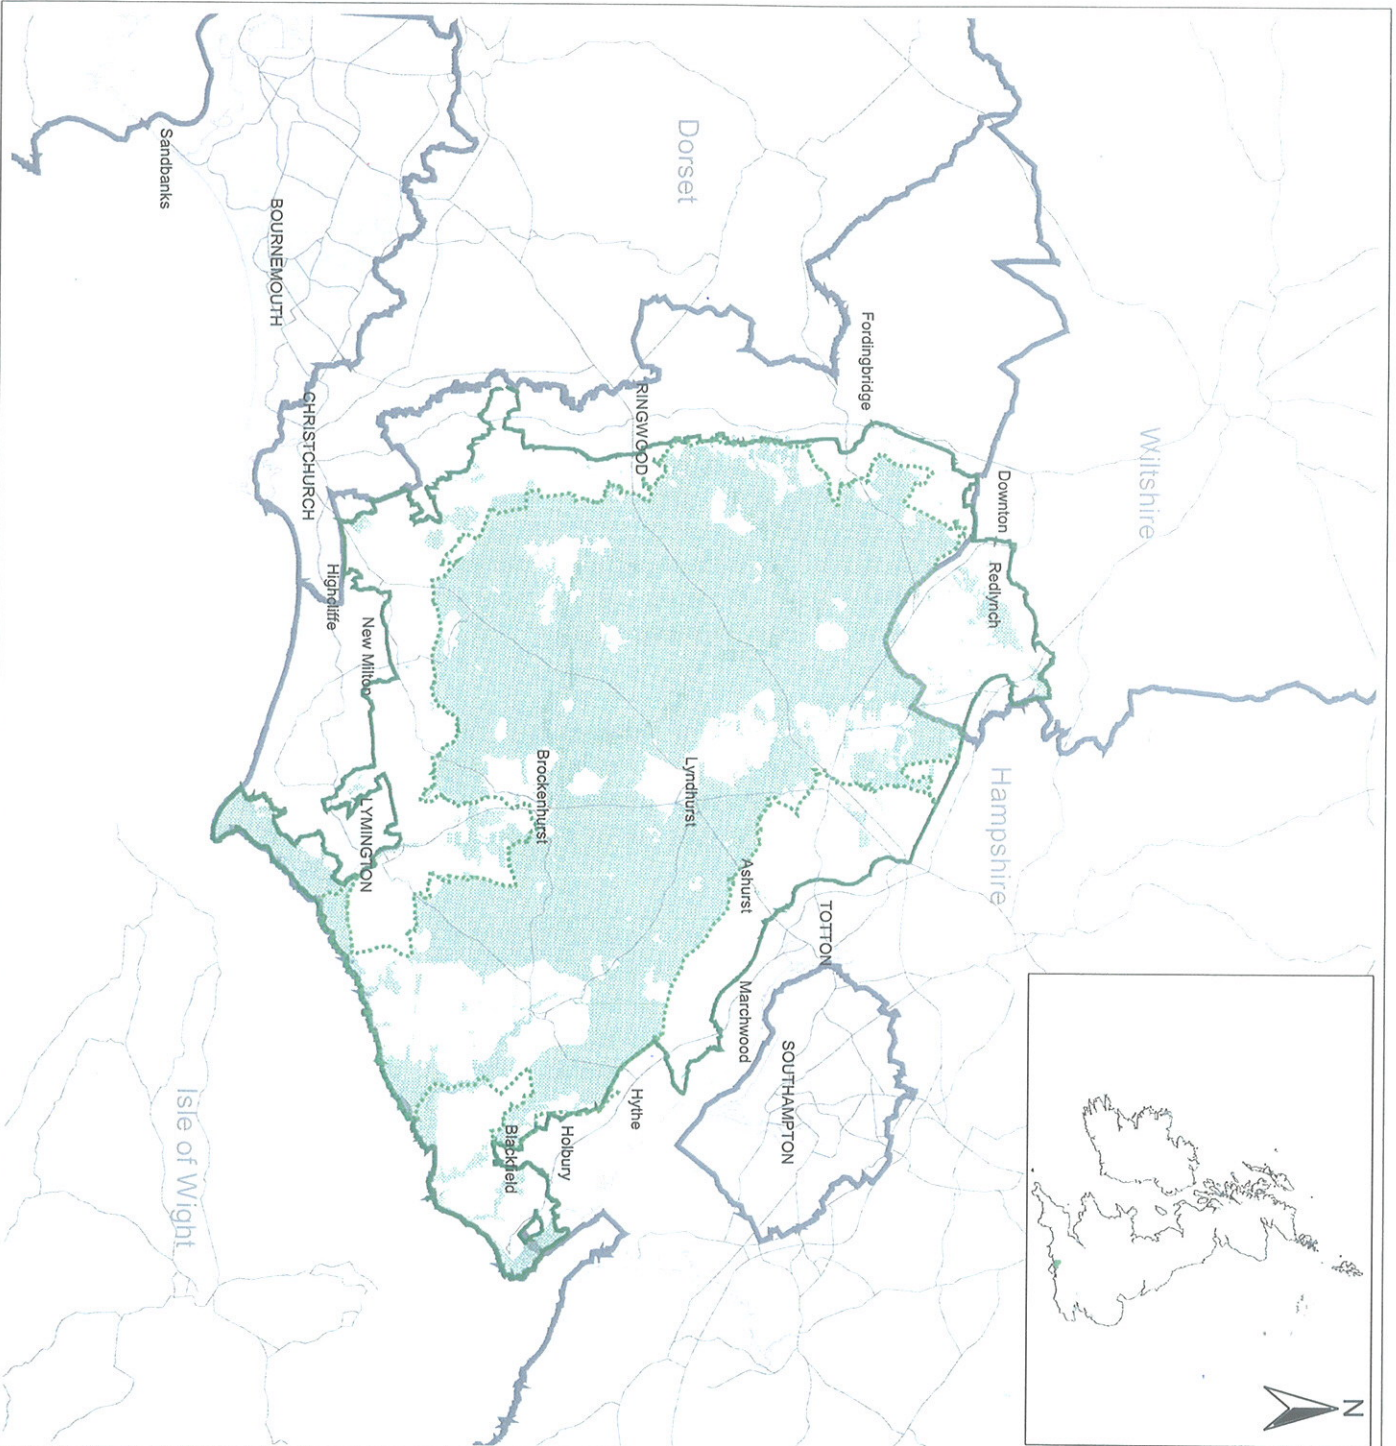 N
Wiltshire
Downton
Redlynch
Hampshire
Fordingbridge
Dorset
RINGWOOD
Lyndhurst
Ashurst
TOTTON
Marchwood
SOUTHAMPTON
Brockenhurst
Hythe
Holbury
Blackfield
Sandbanks
BOURNEMOUTH
CHRISTCHURCH
Highcliffe
New Milton
LYMINGTON
Isle of Wight